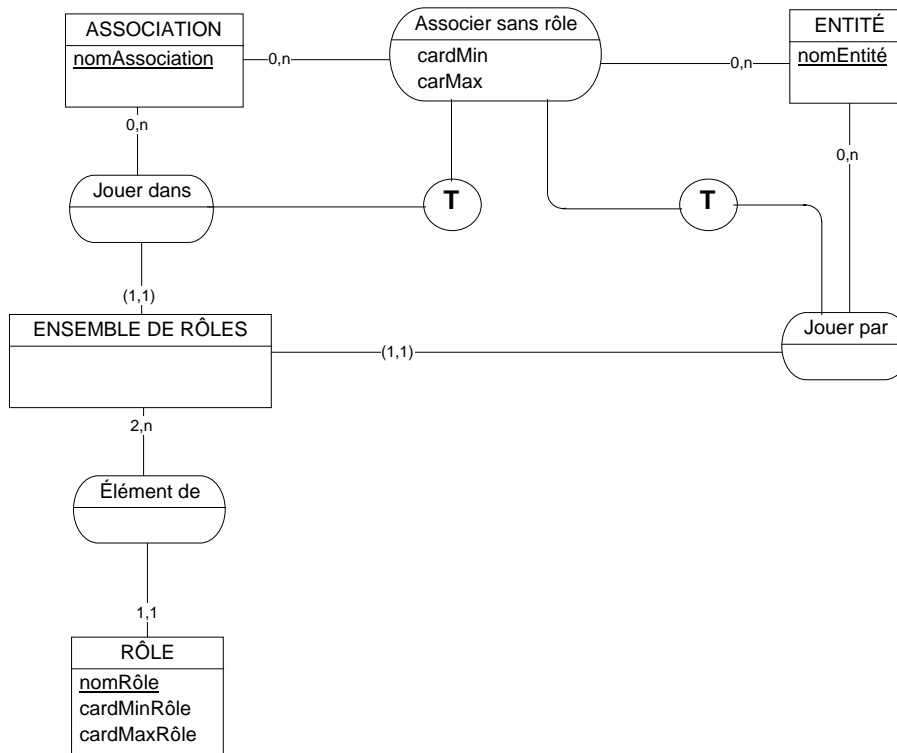 ASSOCIATION
nomAssociation
0,n
Associer sans rôle
cardMin
carMax
0,n
ENTITÉ
nomEntité
0,n
0,n
Jouer dans
T
T
(1,1)
ENSEMBLE DE RÔLES
(1,1)
Jouer par
2,n
Élément de
1,1
RÔLE
nomRôle
cardMinRôle
cardMaxRôle